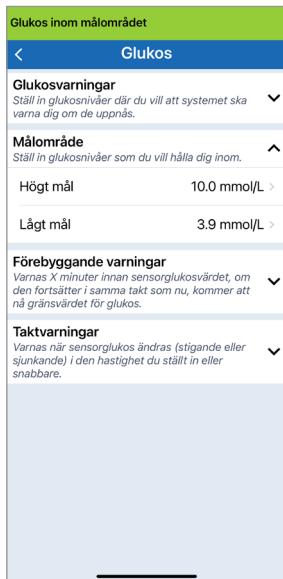 Glukos inom målområdet
Glukos
Glukosvarningar
Ställ in glukosnivåer där du vill att systemet ska
varna dig om de uppnås.
Målområde
Ställ in glukosnivåer som du vill hålla dig inom.
Högt mål 10.0 mmol/L
Lågt mål 3.9 mmol/L
Förebyggande varningar
Varnas X minuter innan sensorglukosvärdet, om
den fortsätter i samma takt som nu, kommer att
nå gränsvärdet för glukos.
Taktvarningar
Varnas när sensorglukos ändras (stigande eller
sjunkande) i den hastighet du ställt in eller
snabbare.